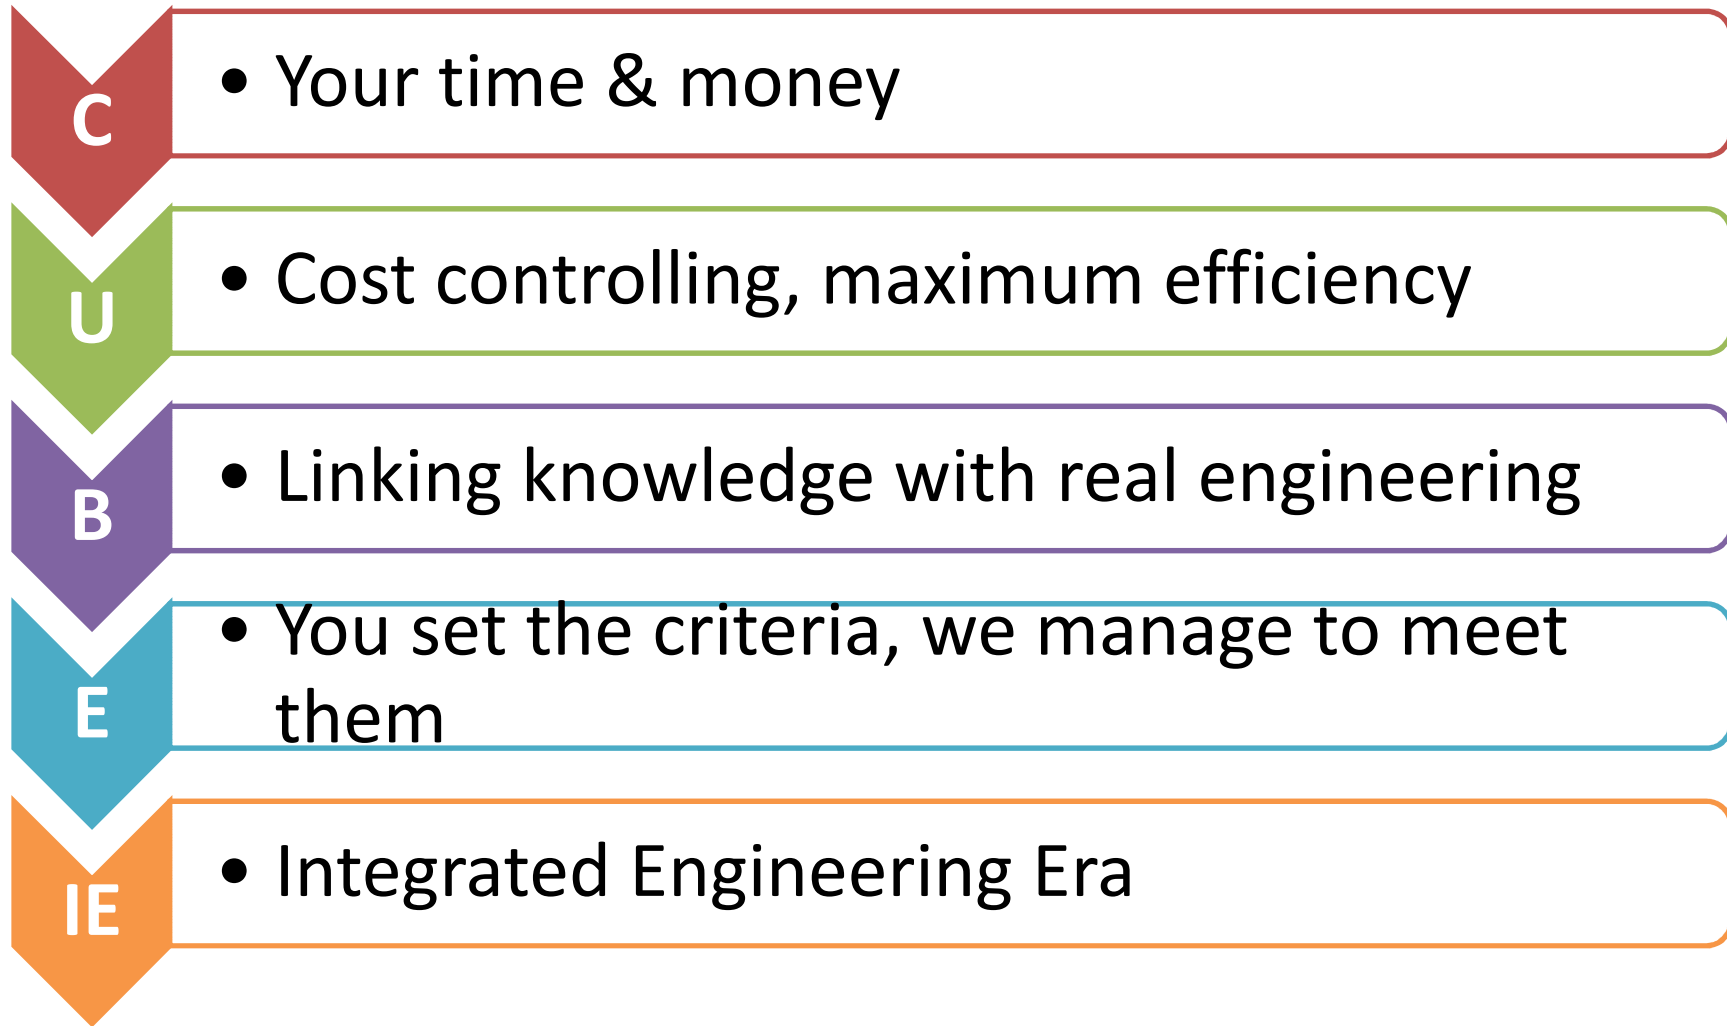 C
• Your time & money
U
• Cost controlling, maximum efficiency
B
• Linking knowledge with real engineering
E
• You set the criteria, we manage to meet
them
IE
• Integrated Engineering Era